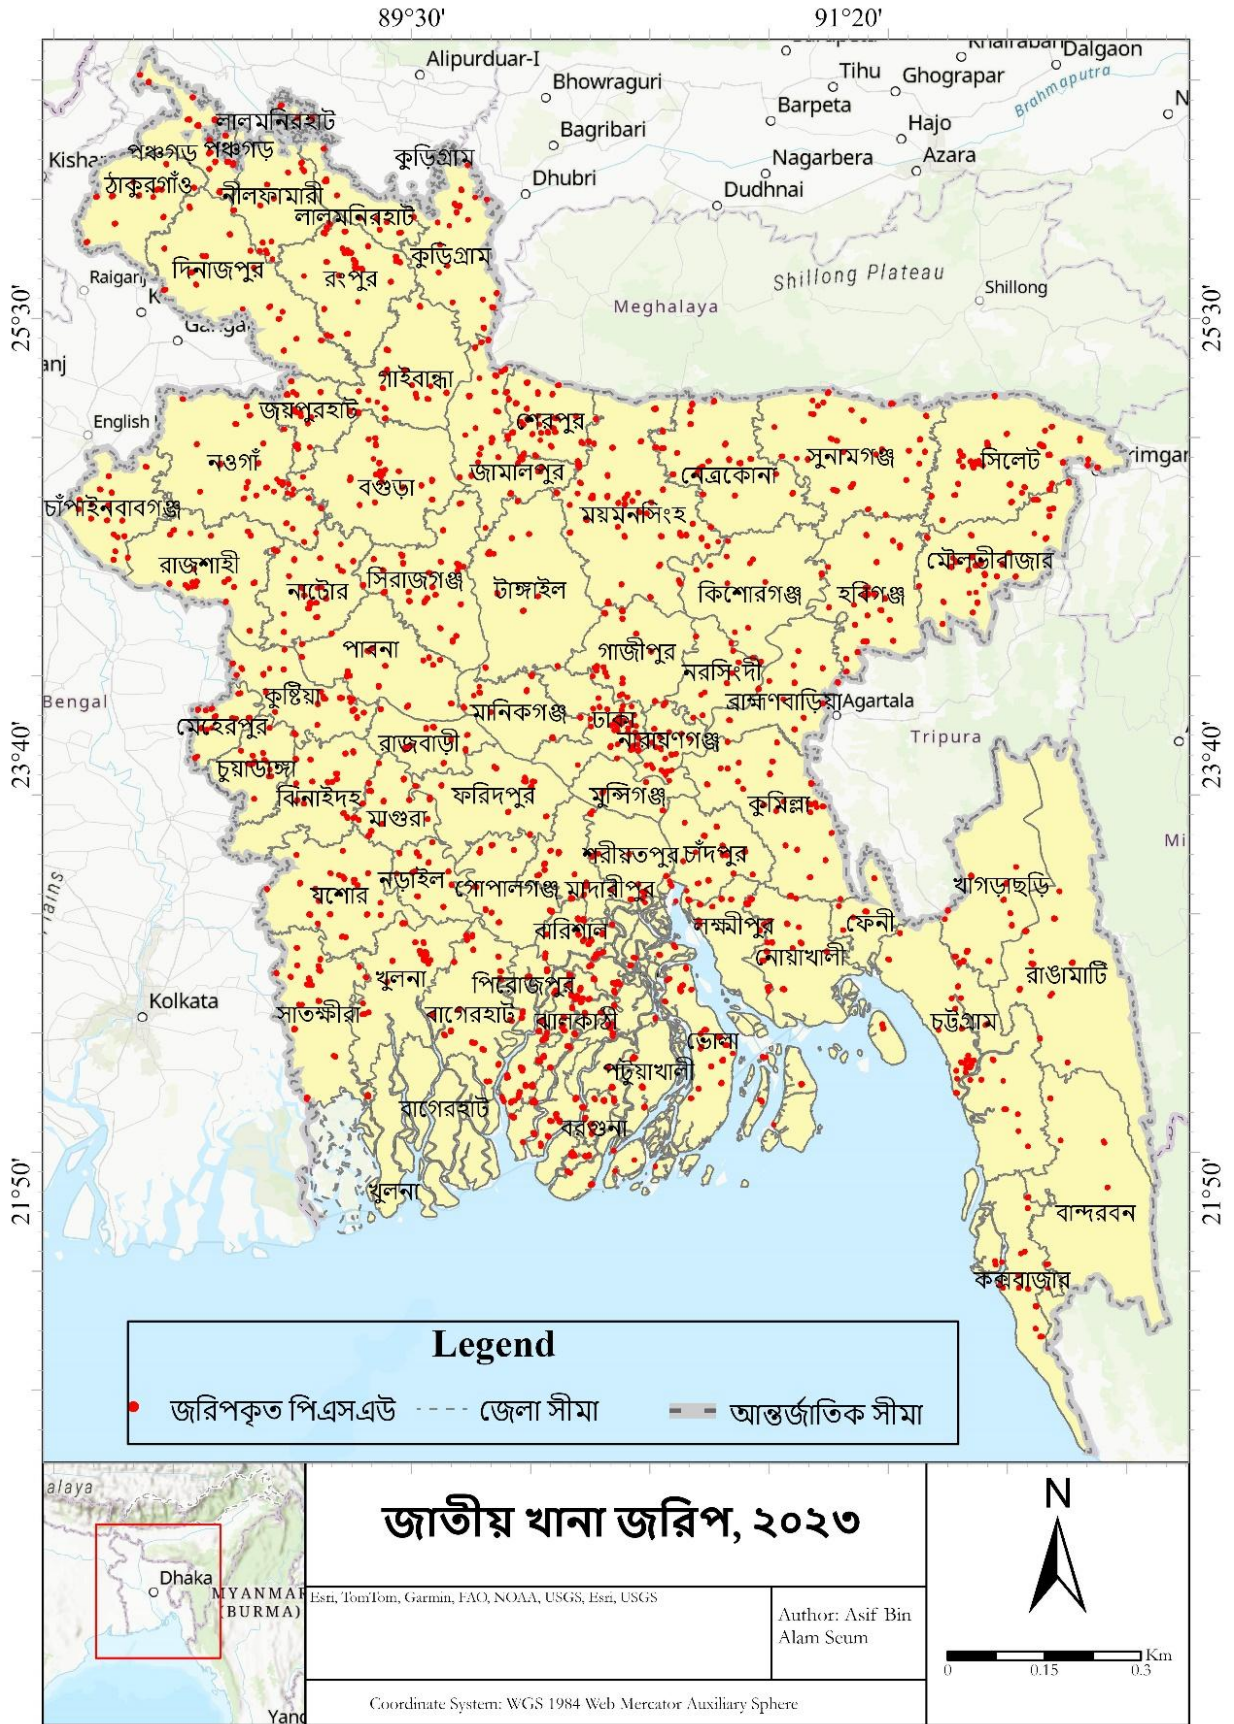 89°30'
91°20'
Alipurduar-I
Dalgaon
Tihu
Ghograpar
Bhowraguri
Barpeta
Brahmaputra
Bagribari
Hajo
লালমনিরহাট
পঞ্চগড়
পঞ্চগড়
কুড়িগ্রাম
Nagarbera
Azara
ঠাকুরগাঁও
নীলফামারী
Dhubri
Dudhnai
লালমনিরহাট
কুড়িগ্রাম
দিনাজপুর
রংপুর
Raiganj
Shillong Plateau
Shillong
Meghalaya
25°30'
25°30'
গাইবান্ধা
জয়পুরহাট
শেরপুর
English
নওগাঁ
বগুড়া
জামালপুর
নেত্রকোনা
সুনামগঞ্জ
সিলেট
চাঁপাইনবাবগঞ্জ
ময়মনসিংহ
রাজশাহী
নাটোর
সিরাজগঞ্জ
টাঙ্গাইল
কিশোরগঞ্জ
হবিগঞ্জ
মৌলভীবাজার
পাবনা
গাজীপুর
নরসিংদী
Bengal
কুষ্টিয়া
মানিকগঞ্জ
ব্রাহ্মণবাড়িয়া
Agartala
মেহেরপুর
ঢাকা
নারায়ণগঞ্জ
রাজবাড়ী
Tripura
23°40'
23°40'
চুয়াডাঙ্গা
ঝিনাইদহ
মাগুরা
ফরিদপুর
মুন্সিগঞ্জ
কুমিল্লা
শরীয়তপুর
চাঁদপুর
যশোর
নড়াইল
গোপালগঞ্জ
মাদারীপুর
খাগড়াছড়ি
বরিশাল
লক্ষ্মীপুর
ফেনী
নোয়াখালী
খুলনা
পিরোজপুর
রাঙামাটি
Kolkata
সাতক্ষীরা
বাগেরহাট
ঝালকাঠী
চট্টগ্রাম
ভোলা
পটুয়াখালী
বাগেরহাট
বরগুনা
21°50'
21°50'
খুলনা
বান্দরবন
কক্সবাজার
Legend
জরিপকৃত পিএসএউ
জেলা সীমা
আন্তর্জাতিক সীমা
জাতীয় খানা জরিপ, ২০২৩
N
Dhaka
MYANMAR
(BURMA)
Esri, TomTom, Garmin, FAO, NOAA, USGS, Esri, USGS
Author: Asif Bin
Alam Scum
Km
0 0.15 0.3
Coordinate System: WGS 1984 Web Mercator Auxiliary Sphere